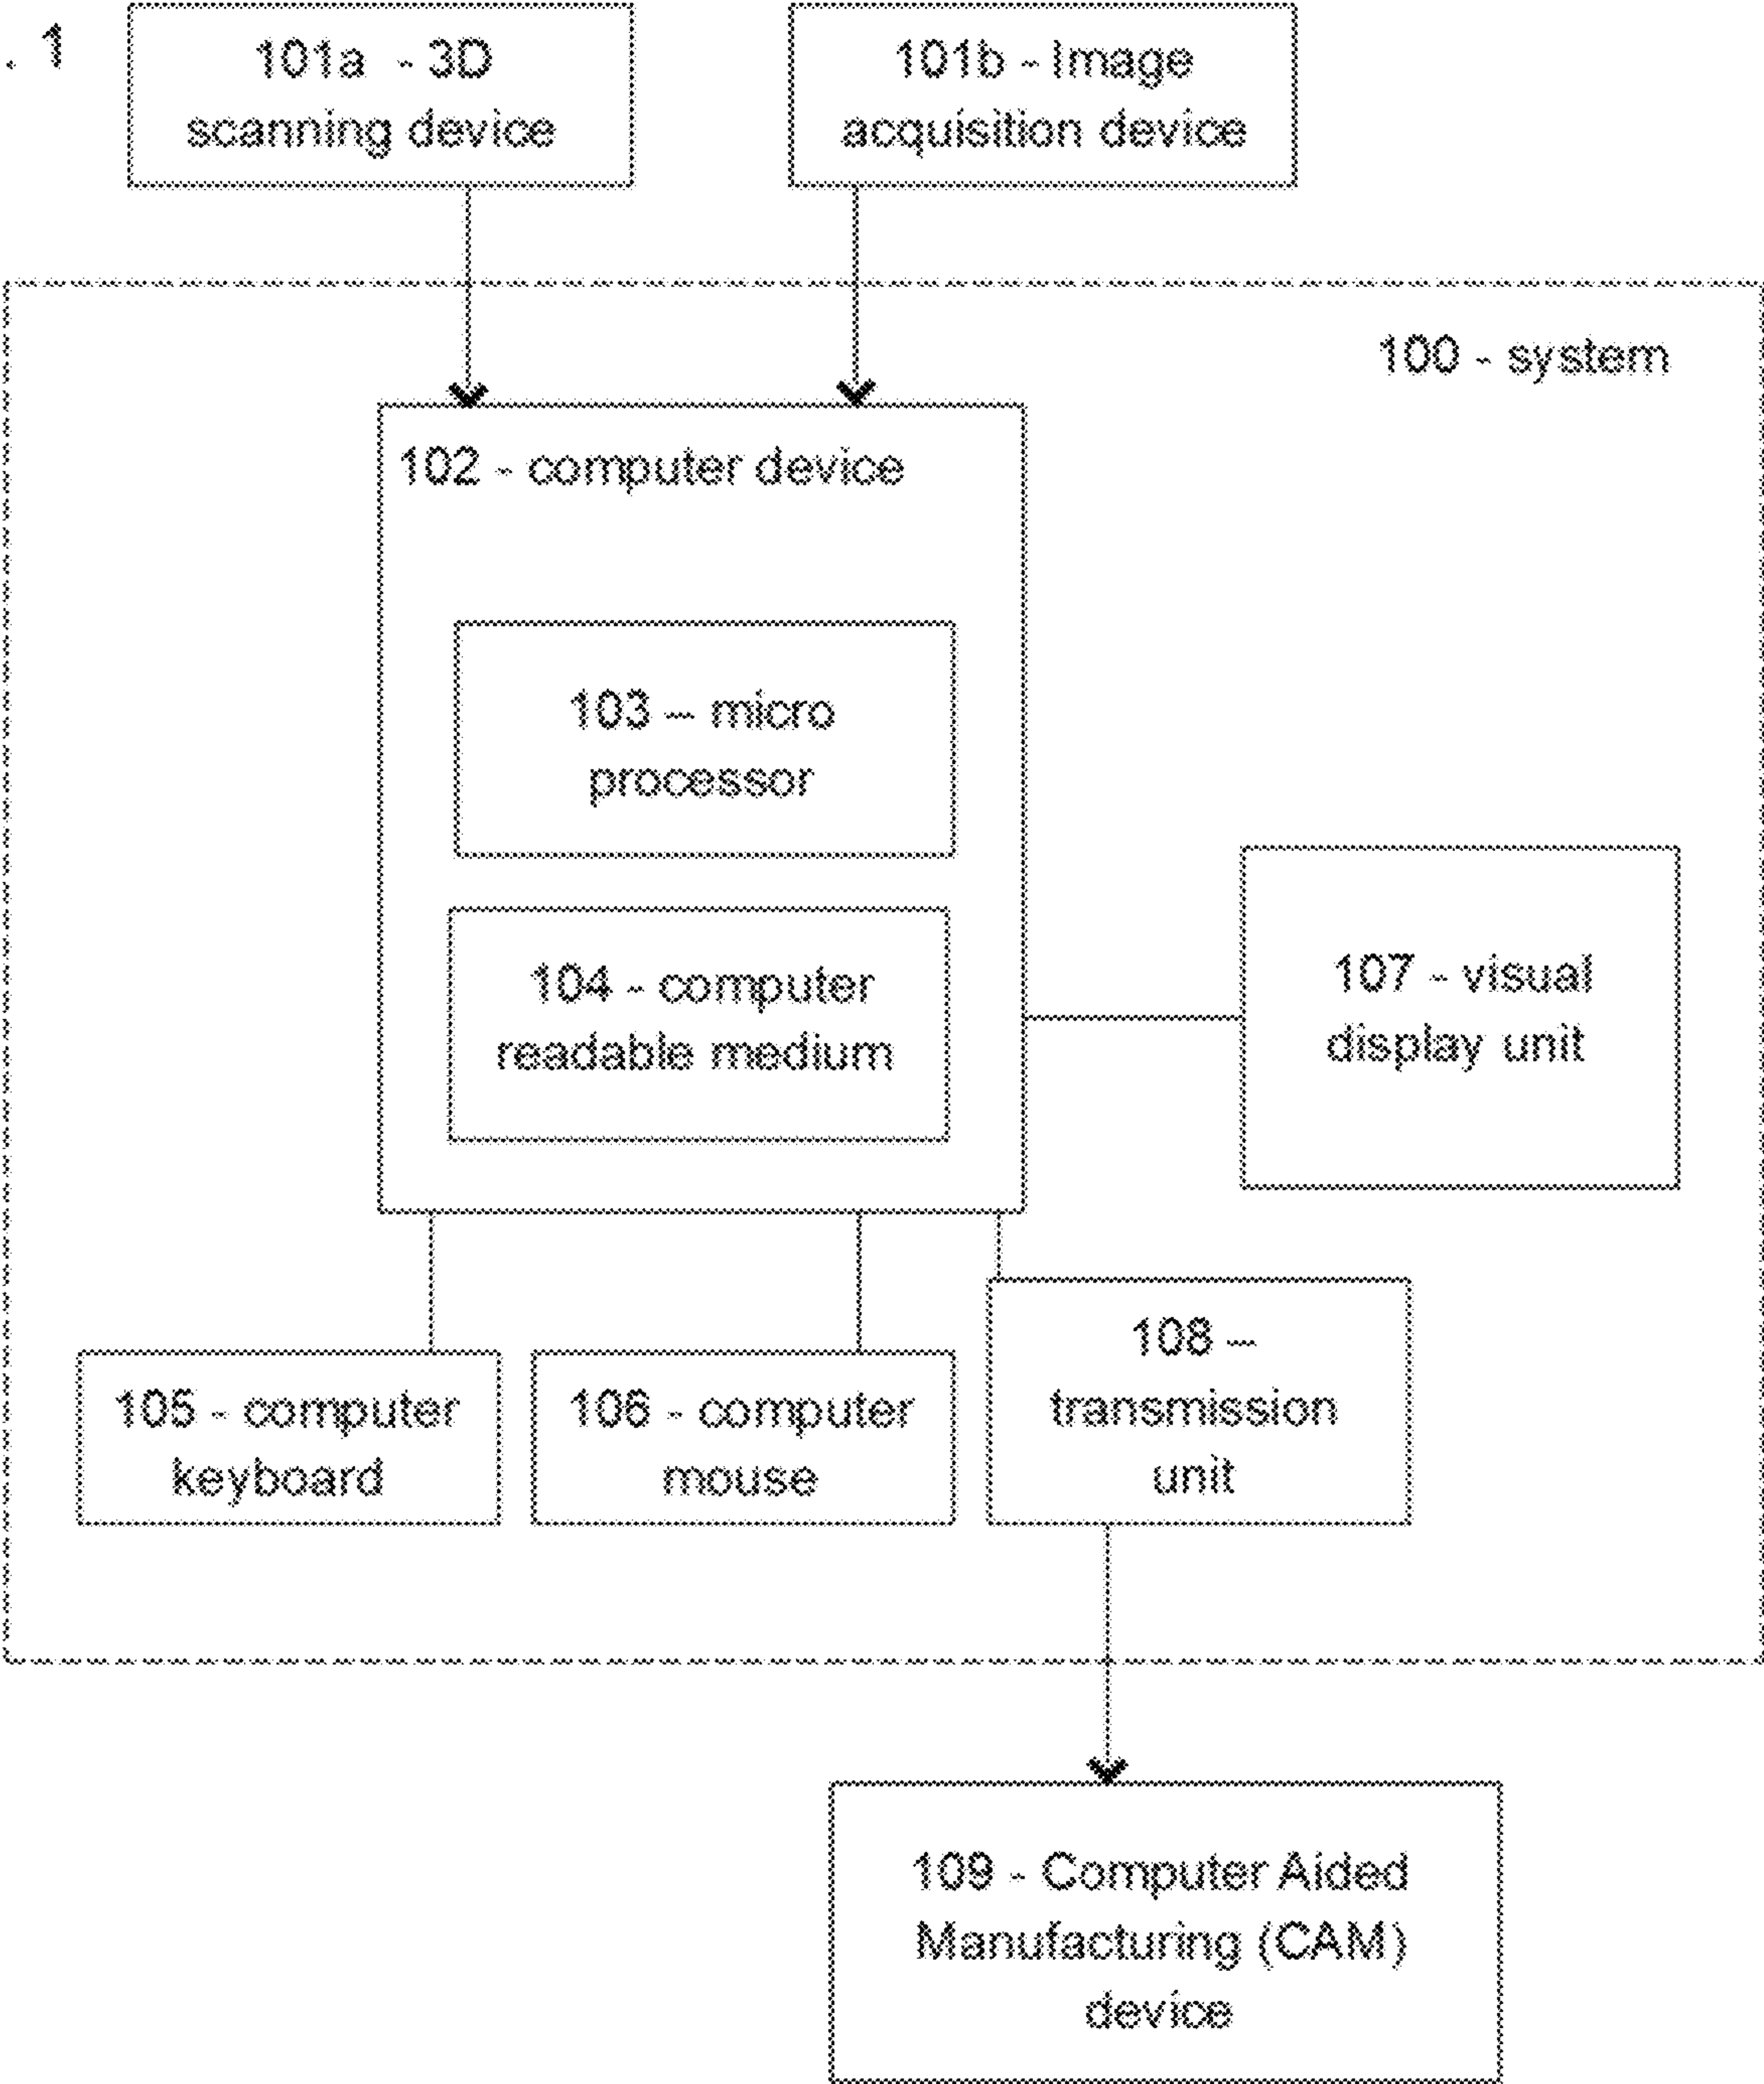 . 1
101a - 3D
scanning device
101b - Image
acquisition device
100 - system
102 - computer device
103 – micro
processor
104 - computer
readable medium
107 - visual
display unit
105 - computer
keyboard
106 - computer
mouse
108 –
transmission
unit
109 - Computer Aided
Manufacturing (CAM)
device